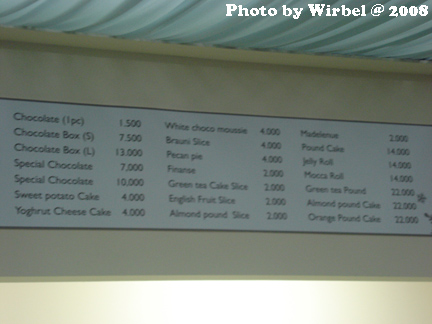 Photo by Wirbel @ 2008
Chocolate (1pc) 1,500
Chocolate Box (S) 7,500
Chocolate Box (L) 13,000
Special Chocolate 7,000
Special Chocolate 10,000
Sweet potato Cake 4,000
Yoghrut Cheese Cake 4,000
White choco moussie 4,000
Brauni Slice 4,000
Pecan pie 4,000
Finanse 2,000
Green tea Cake Slice 2,000
English Fruit Slice 2,000
Almond pound Slice 2,000
Madelenue 2,000
Pound Cake 14,000
Jelly Roll 14,000
Mocca Roll 14,000
Green tea Pound 22,000
Almond pound Cake 22,000
Orange Pound Cake 22,000